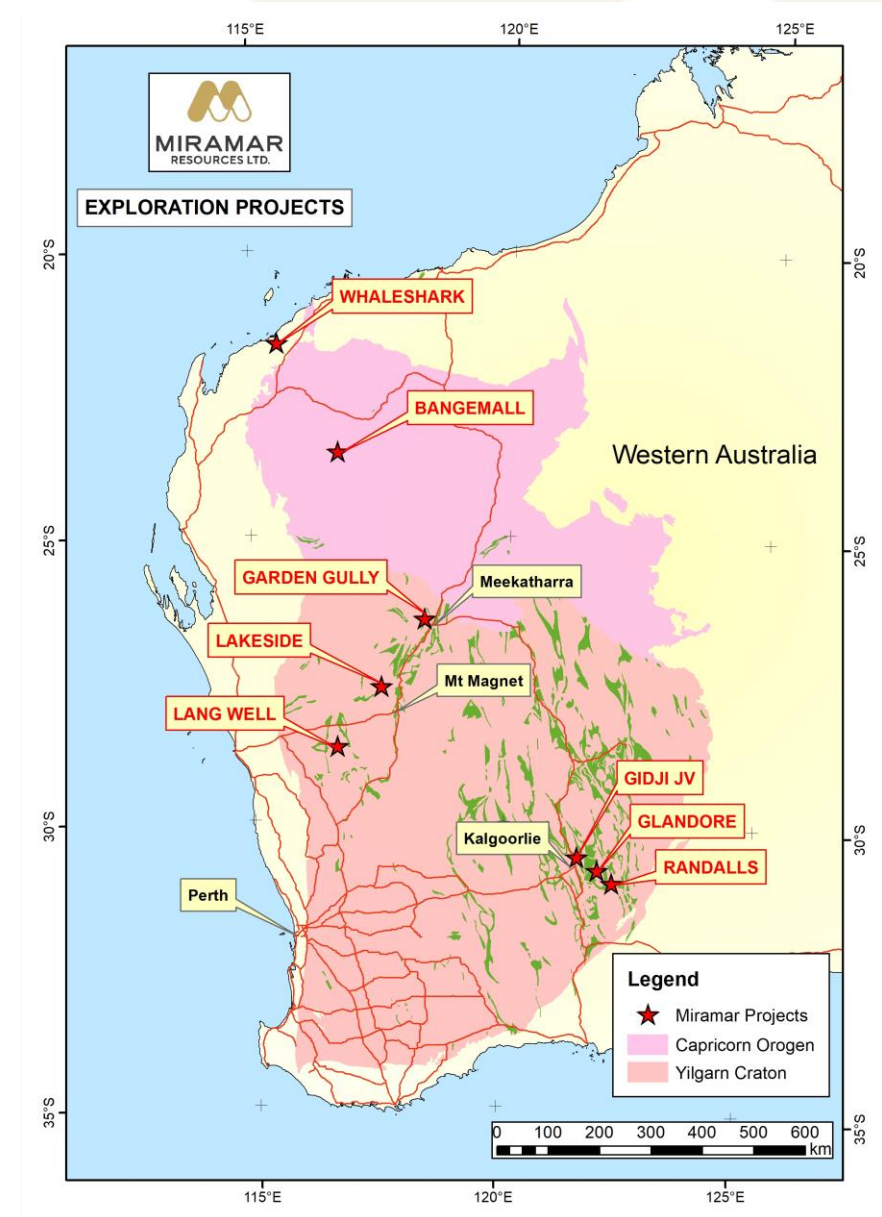 115°E
120°E
125°E
MIRAMAR
RESOURCES LTD.
EXPLORATION PROJECTS
20°S
20°S
WHALESHARK
BANGEMALL
Western Australia
25°S
25°S
GARDEN GULLY
Meekatharra
LAKESIDE
Mt Magnet
LANG WELL
GIDJI JV
GLANDORE
30°S
30°S
Kalgoorlie
RANDALLS
Perth
Legend
Miramar Projects
Capricorn Orogen
Yilgarn Craton
35°S
35°S
0 100 200 300 400 500 600
km
115°E
120°E
125°E